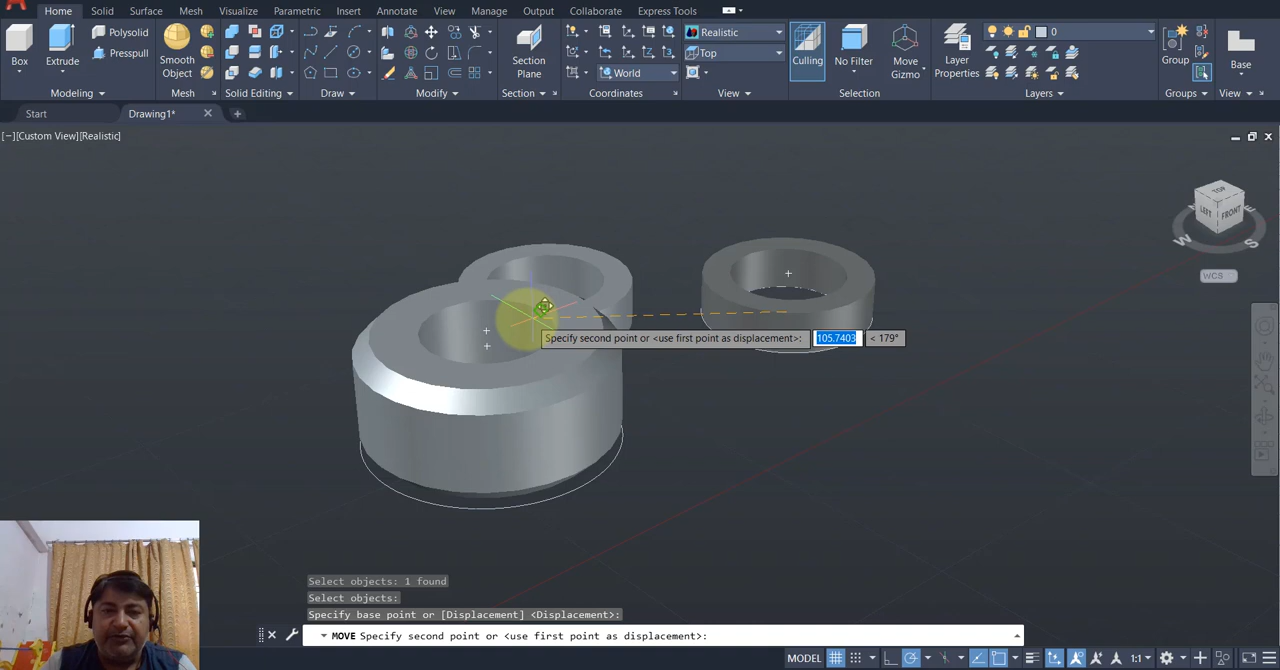 Home Solid Surface Mesh Visualize Parametric Insert Annotate View Manage Output Collaborate Express Tools
Box
Extrude
Polysolid
Presspull
Smooth
Object
Section
Plane
World
Realistic
Top
Culling
No Filter
Move
Gizmo
Layer
Properties
0
Group
Base
Modeling Mesh Solid Editing Draw Modify Section Coordinates View Selection Layers Groups View
Start Drawing1*
[−][Custom View][Realistic]
TOP
LEFT FRONT
W S
WCS
Specify second point or <use first point as displacement>: 105.7403 < 179°
Select objects: 1 found
Select objects:
Specify base point or [Displacement] <Displacement>:
MOVE Specify second point or <use first point as displacement>:
MODEL 1:1